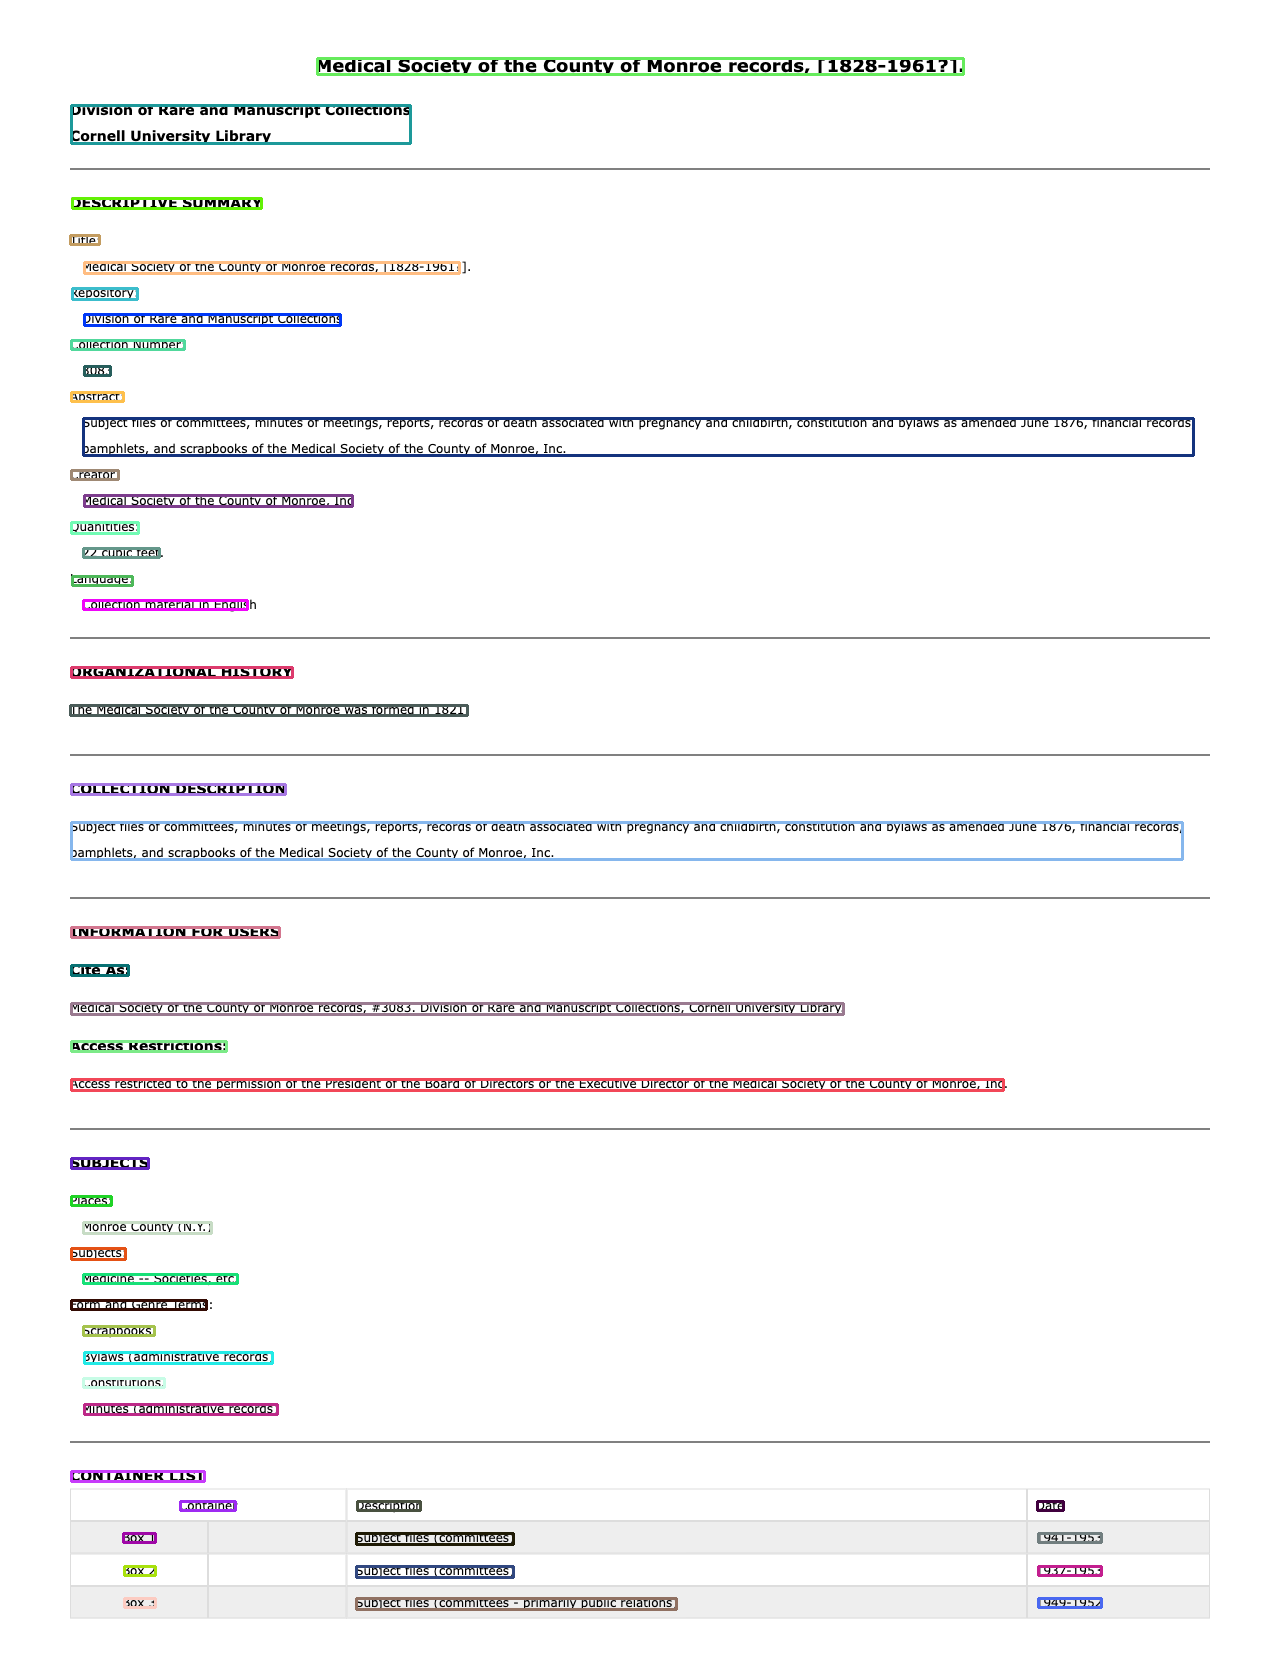 Medical Society of the County of Monroe records, [1828-1961?].
Division of Rare and Manuscript Collections
Cornell University Library
DESCRIPTIVE SUMMARY
Title:
Medical Society of the County of Monroe records, [1828-1961?].
Repository:
Division of Rare and Manuscript Collections
Collection Number:
3083
Abstract:
Subject files of committees, minutes of meetings, reports, records of death associated with pregnancy and childbirth, constitution and bylaws as amended June 1876, financial records,
pamphlets, and scrapbooks of the Medical Society of the County of Monroe, Inc.
Creator:
Medical Society of the County of Monroe, Inc
Quanitities:
22 cubic feet.
Language:
Collection material in English
ORGANIZATIONAL HISTORY
The Medical Society of the County of Monroe was formed in 1821.
COLLECTION DESCRIPTION
Subject files of committees, minutes of meetings, reports, records of death associated with pregnancy and childbirth, constitution and bylaws as amended June 1876, financial records,
pamphlets, and scrapbooks of the Medical Society of the County of Monroe, Inc.
INFORMATION FOR USERS
Cite As:
Medical Society of the County of Monroe records, #3083. Division of Rare and Manuscript Collections, Cornell University Library.
Access Restrictions:
Access restricted to the permission of the President of the Board of Directors or the Executive Director of the Medical Society of the County of Monroe, Inc.
SUBJECTS
Places:
Monroe County (N.Y.)
Subjects:
Medicine -- Societies, etc.
Form and Genre Terms:
Scrapbooks.
Bylaws (administrative records)
Constitutions.
Minutes (administrative records)
CONTAINER LIST
Container Description Date
Box 1 Subject files (committees) 1941-1953
Box 2 Subject files (committees) 1937-1953
Box 3 Subject files (committees - primarily public relations) 1949-1952